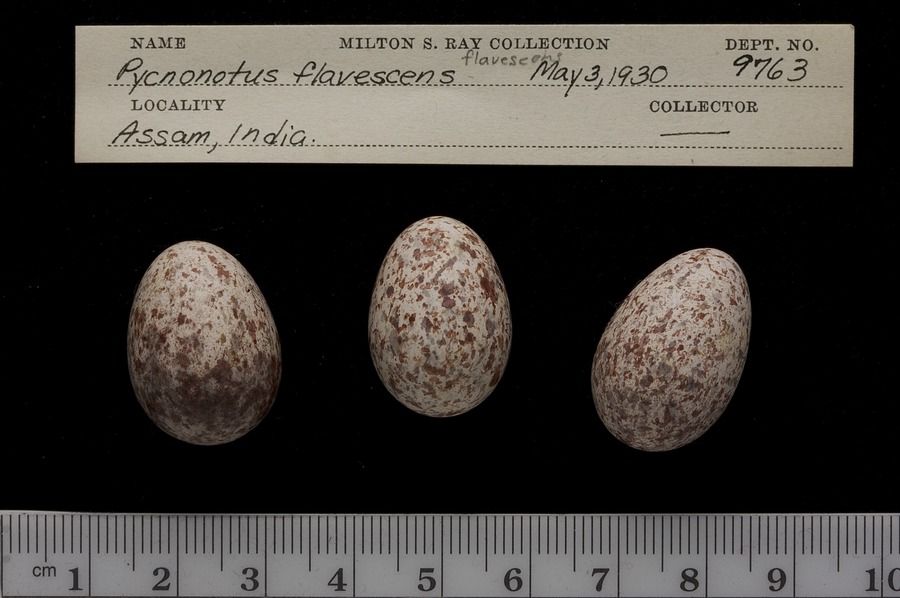 NAME MILTON S. RAY COLLECTION DEPT. NO.
flavescens
Pycnonotus flavescens May 3, 1930 9763
LOCALITY COLLECTOR
Assam, India.
cm 1 2 3 4 5 6 7 8 9 10